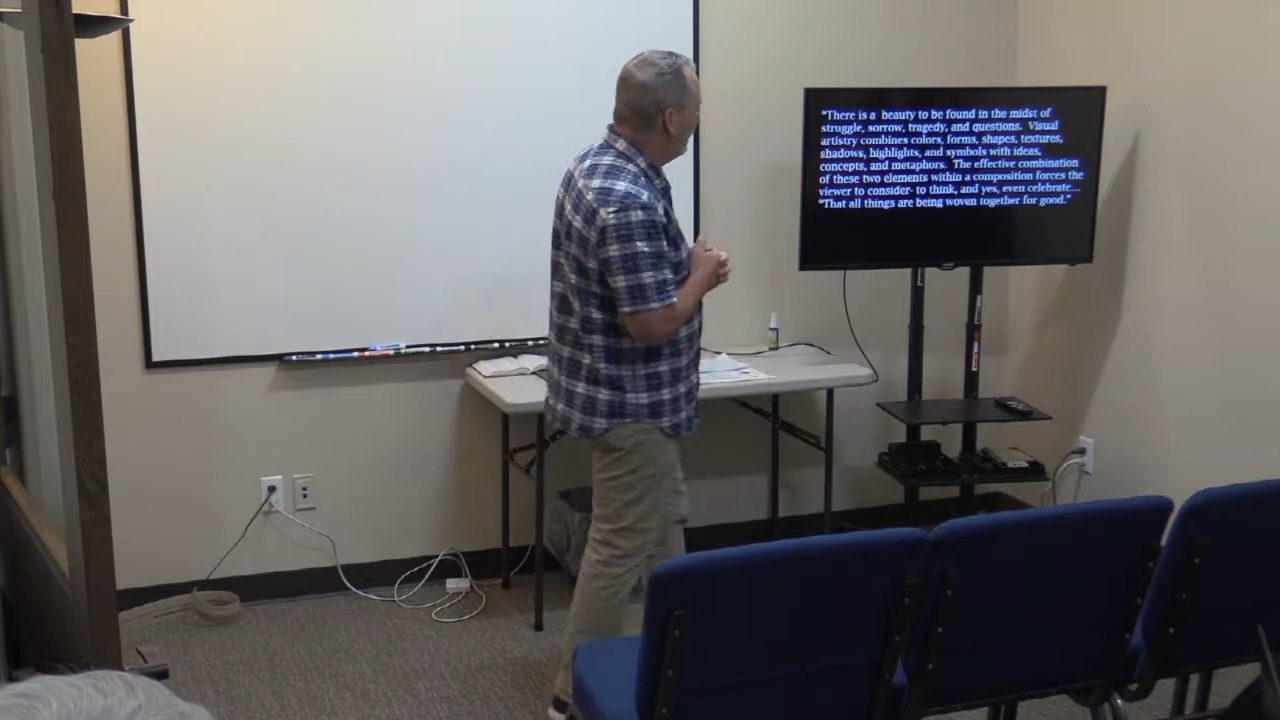 "There is a beauty to be found in the midst of
struggle, sorrow, tragedy, and questions. Visual
artistry combines colors, forms, shapes, textures,
shadows, highlights, and symbols with ideas,
concepts, and metaphors. The effective combination
of these two elements within a composition forces the
viewer to consider- to think, and yes, even celebrate...
"That all things are being woven together for good."